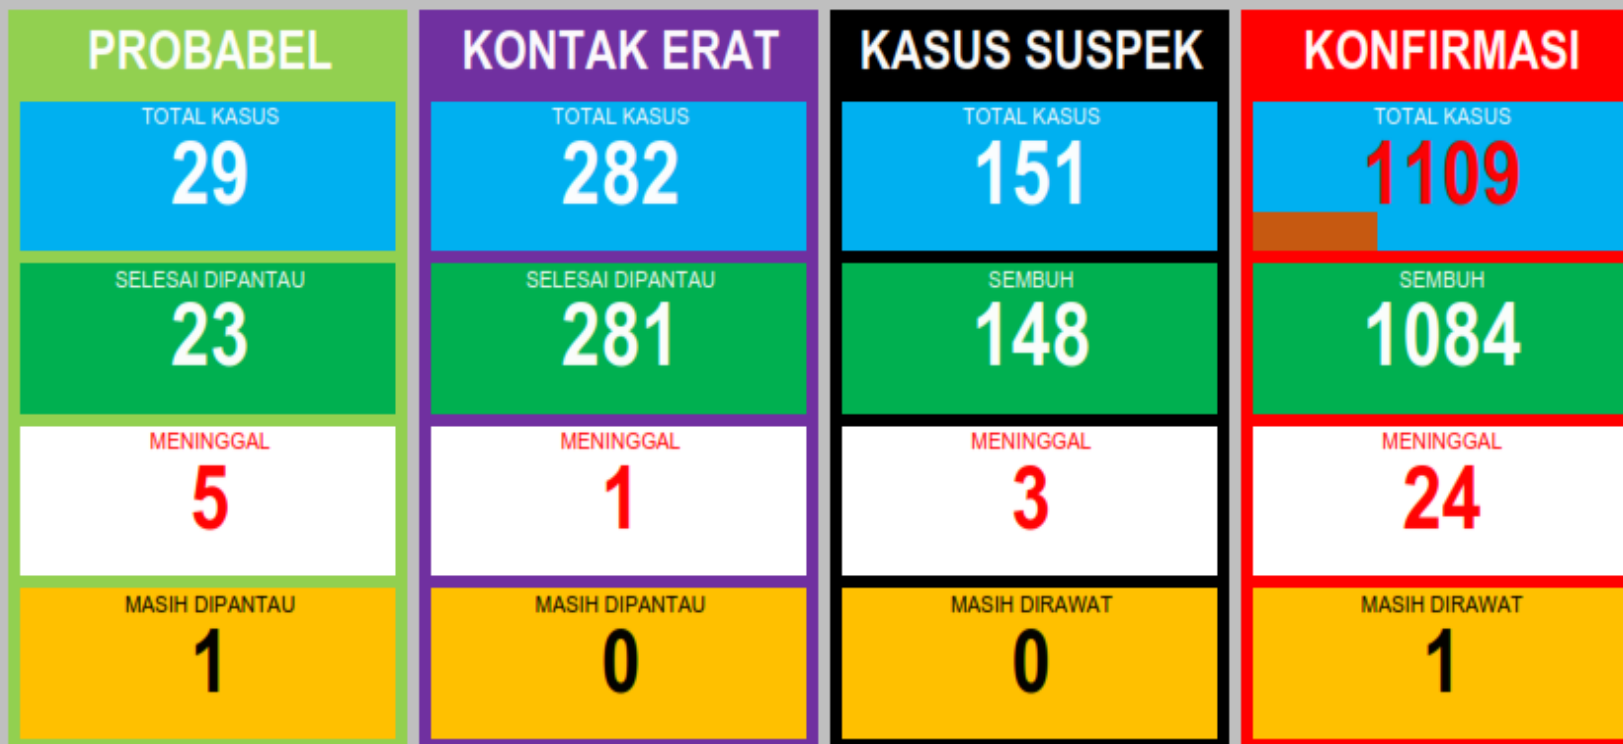 PROBABEL
TOTAL KASUS
29
SELESAI DIPANTAU
23
MENINGGAL
5
MASIH DIPANTAU
1
KONTAK ERAT
TOTAL KASUS
282
SELESAI DIPANTAU
281
MENINGGAL
1
MASIH DIPANTAU
0
KASUS SUSPEK
TOTAL KASUS
151
SEMBUH
148
MENINGGAL
3
MASIH DIRAWAT
0
KONFIRMASI
TOTAL KASUS
1109
SEMBUH
1084
MENINGGAL
24
MASIH DIRAWAT
1